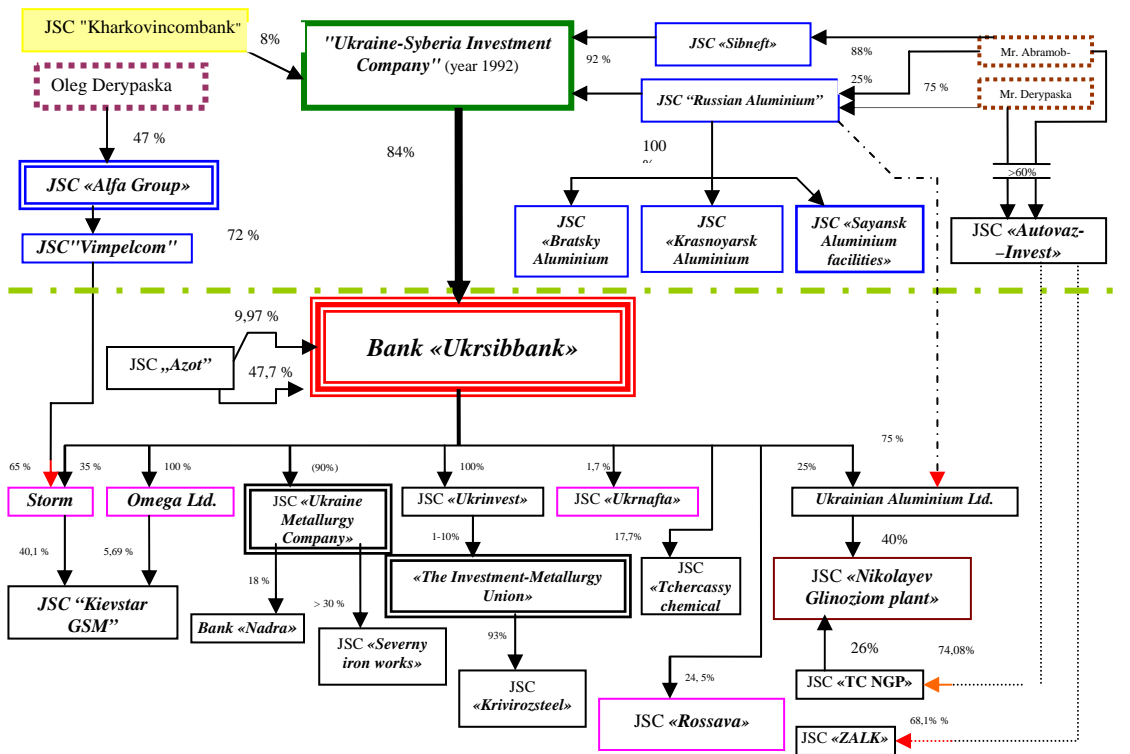 JSC "Kharkovincombank"
8%
"Ukraine-Syberia Investment
Company" (year 1992)
92 %
JSC «Sibneft»
88%
Mr. Abramob-
Oleg Derypaska
25%
JSC “Russian Aluminium”
75 %
Mr. Derypaska
47 %
84%
100
>60%
JSC «Alfa Group»
JSC"Vimpelcom"
72 %
JSC
«Bratsky
Aluminium
JSC
«Krasnoyarsk
Aluminium
JSC «Sayansk
Aluminium
facilities»
JSC «Autovaz-
–Invest»
9,97 %
JSC „Azot”
47,7 %
Bank «Ukrsibbank»
65 %
35 %
100 %
(90%)
100%
1,7 %
25%
75 %
Storm
Omega Ltd.
JSC «Ukraine
Metallurgy
Company»
JSC «Ukrinvest»
JSC «Ukrnafta»
Ukrainian Aluminium Ltd.
40,1 %
5,69 %
1-10%
17,7%
40%
JSC “Kievstar
GSM”
18 %
> 30 %
«The Investment-Metallurgy
Union»
JSC
«Tchercassy
chemical
JSC «Nikolayev
Glinoziom plant»
Bank «Nadra»
JSC «Severny
iron works»
93%
26%
74,08%
JSC
«Krivirozsteel»
24, 5%
JSC «Rossava»
JSC «TC NGP»
68,1% %
JSC «ZALK»